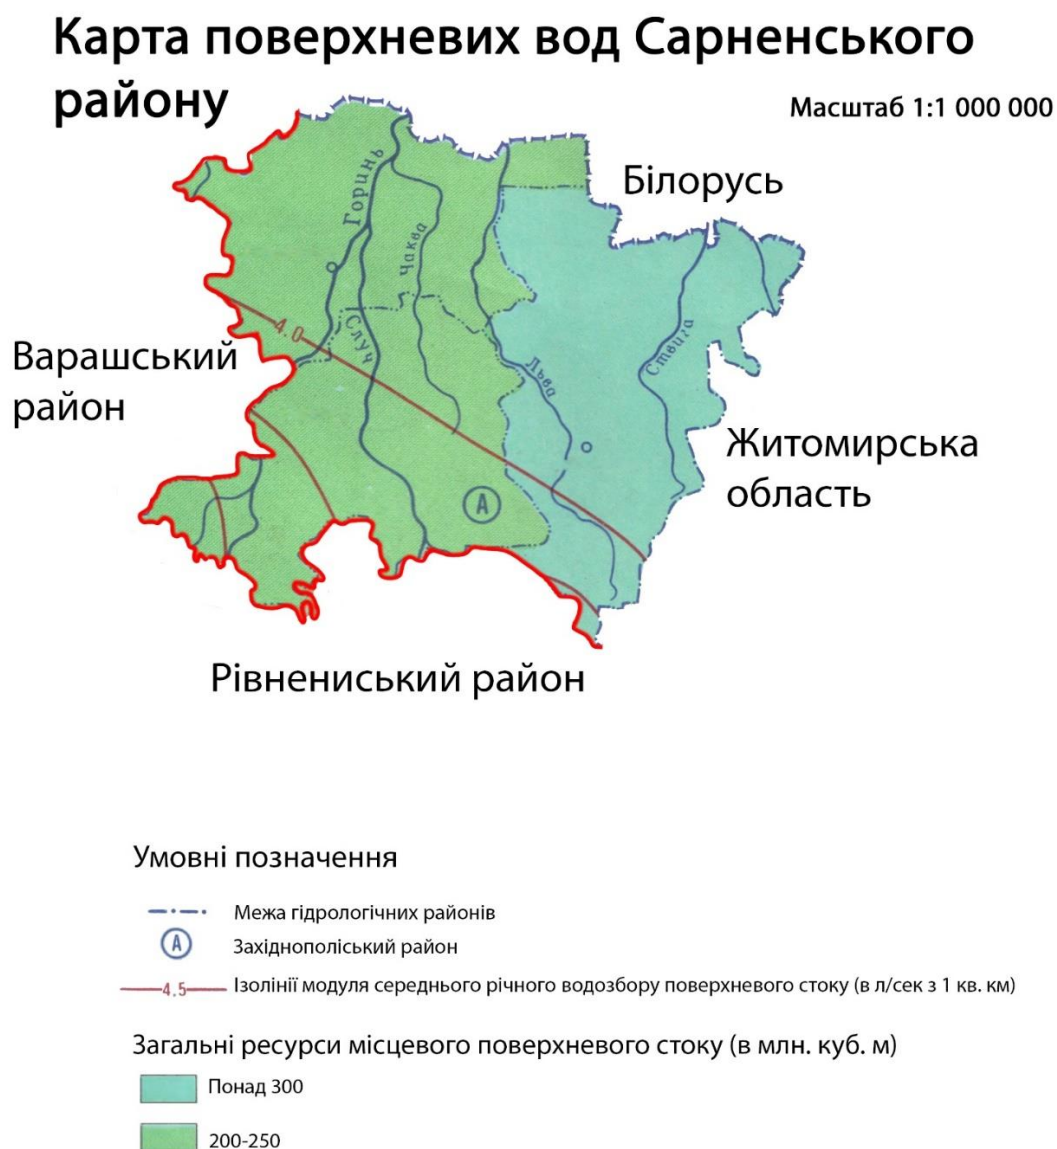 Карта поверхневих вод Сарненського
району
Масштаб 1:1 000 000
Білорусь
Горинь
Чаква
Случ
4.0
Льва
Ствига
Варашський
район
Житомирська
область
А
Рівнениський район
Умовні позначення
Межа гідрологічних районів
А Західнополіський район
4.5 Ізолінії модуля середнього річного водозбору поверхневого стоку (в л/сек з 1 кв. км)
Загальні ресурси місцевого поверхневого стоку (в млн. куб. м)
Понад 300
200-250